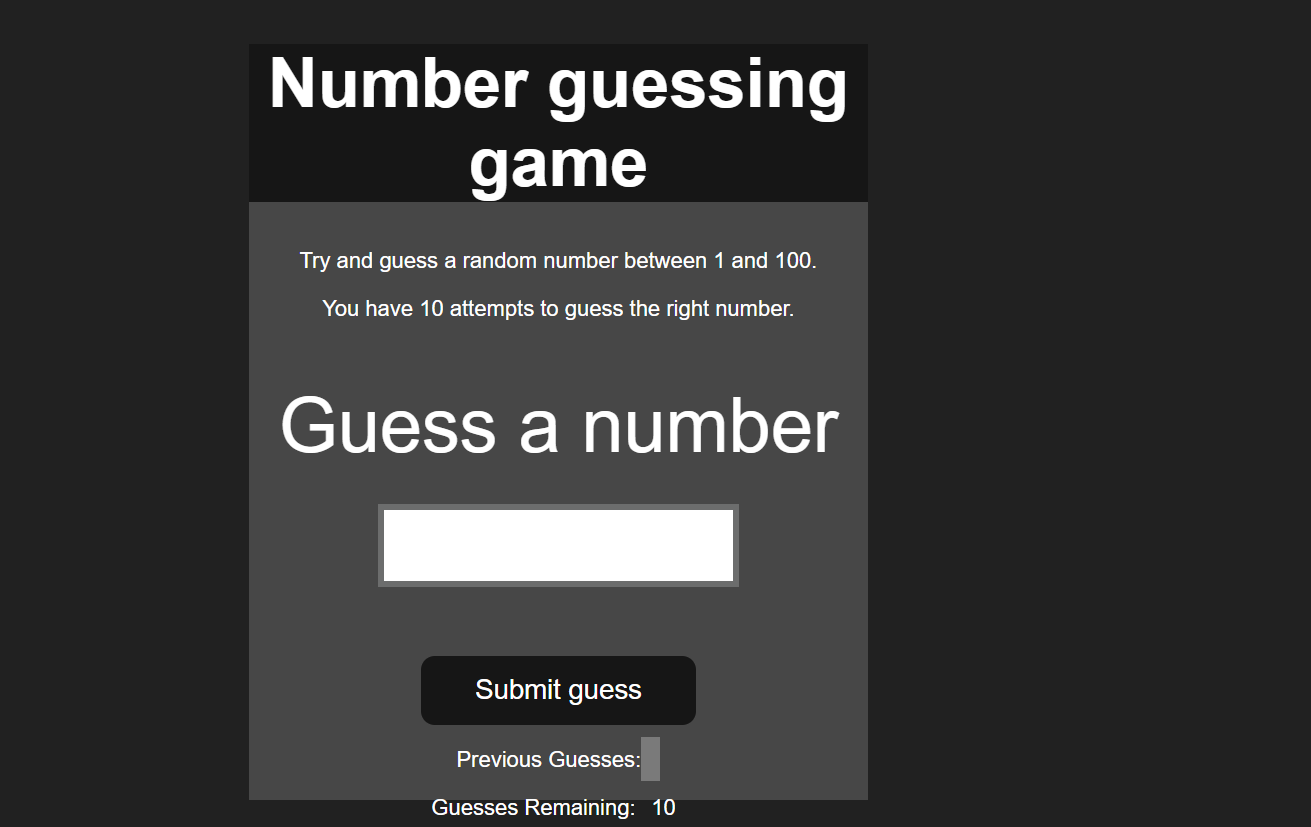 Number guessing
game
Try and guess a random number between 1 and 100.
You have 10 attempts to guess the right number.
Guess a number
Submit guess
Previous Guesses:
Guesses Remaining: 10